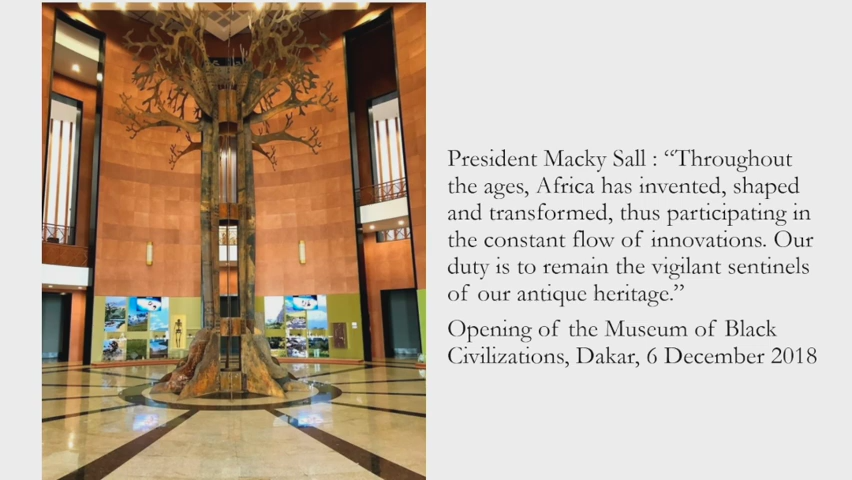 President Macky Sall : “Throughout
the ages, Africa has invented, shaped
and transformed, thus participating in
the constant flow of innovations. Our
duty is to remain the vigilant sentinels
of our antique heritage.”
Opening of the Museum of Black
Civilizations, Dakar, 6 December 2018